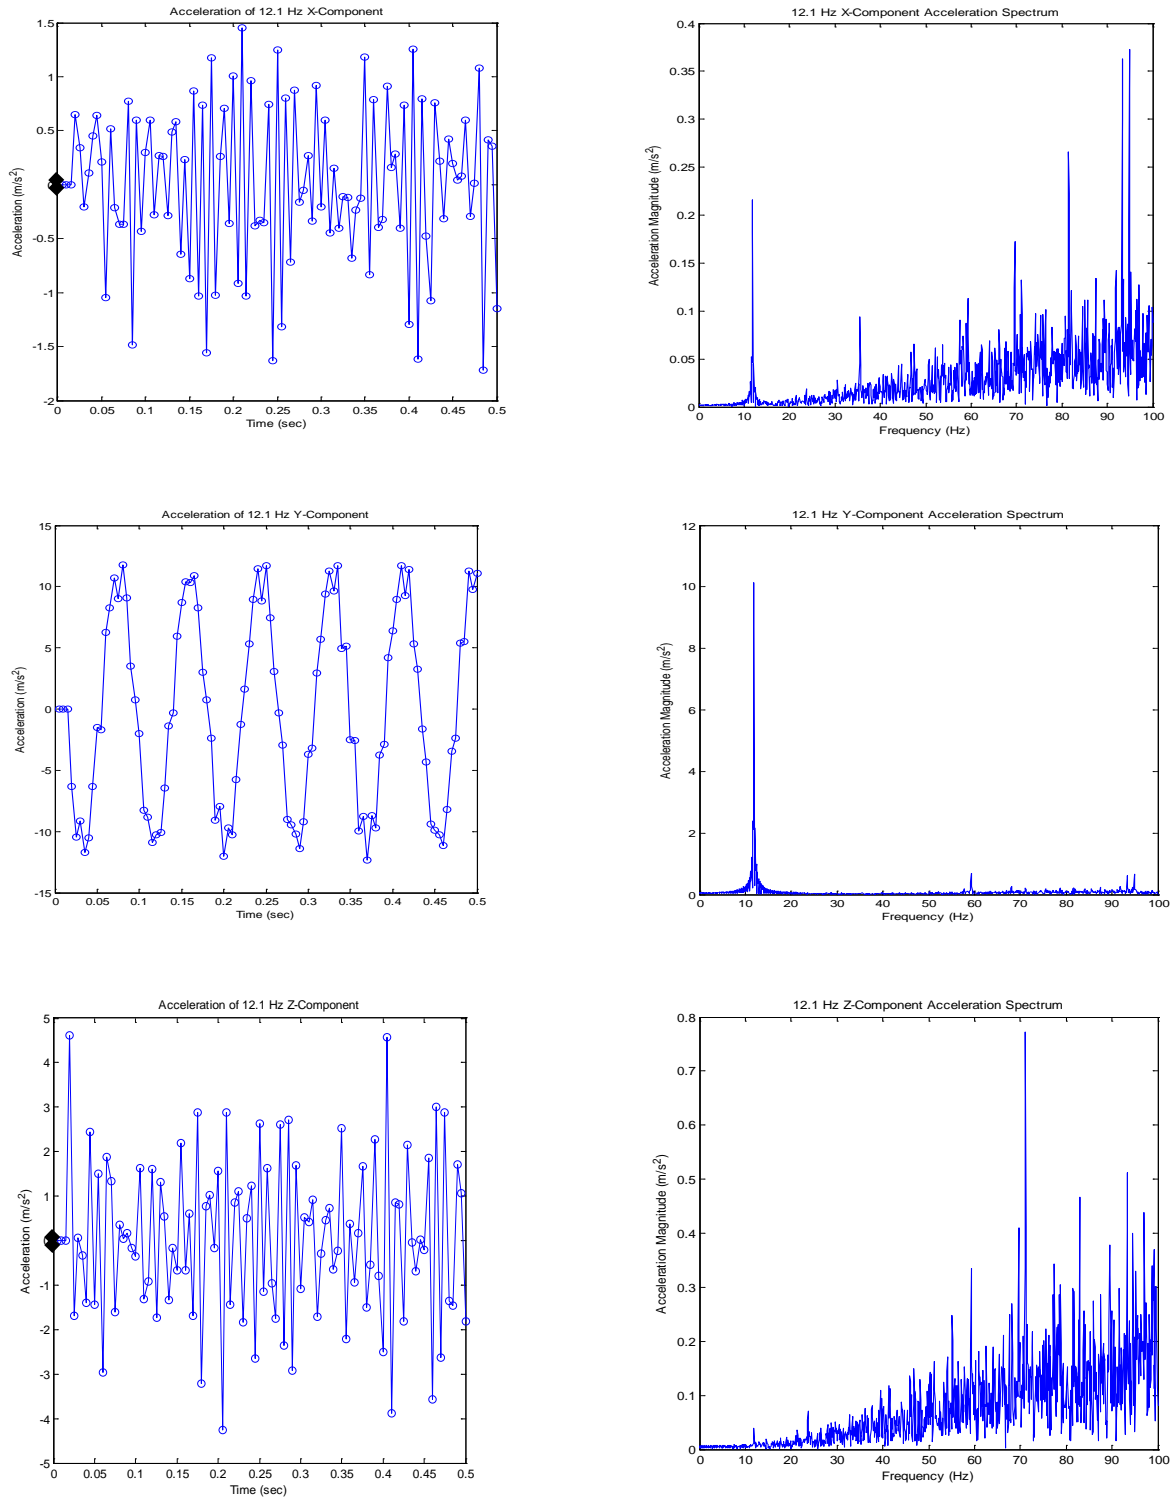 Acceleration of 12.1 Hz X-Component
1.5
1
0.5
0
-0.5
-1
-1.5
-2
Acceleration (m/s²)
0 0.05 0.1 0.15 0.2 0.25 0.3 0.35 0.4 0.45 0.5
Time (sec)
12.1 Hz X-Component Acceleration Spectrum
0.4
0.35
0.3
0.25
0.2
0.15
0.1
0.05
0
Acceleration Magnitude (m/s²)
0 10 20 30 40 50 60 70 80 90 100
Frequency (Hz)
Acceleration of 12.1 Hz Y-Component
15
10
5
0
-5
-10
-15
Acceleration (m/s²)
0 0.05 0.1 0.15 0.2 0.25 0.3 0.35 0.4 0.45 0.5
Time (sec)
12.1 Hz Y-Component Acceleration Spectrum
12
10
8
6
4
2
0
Acceleration Magnitude (m/s²)
0 10 20 30 40 50 60 70 80 90 100
Frequency (Hz)
Acceleration of 12.1 Hz Z-Component
5
4
3
2
1
0
-1
-2
-3
-4
-5
Acceleration (m/s²)
0 0.05 0.1 0.15 0.2 0.25 0.3 0.35 0.4 0.45 0.5
Time (sec)
12.1 Hz Z-Component Acceleration Spectrum
0.8
0.7
0.6
0.5
0.4
0.3
0.2
0.1
0
Acceleration Magnitude (m/s²)
0 10 20 30 40 50 60 70 80 90 100
Frequency (Hz)